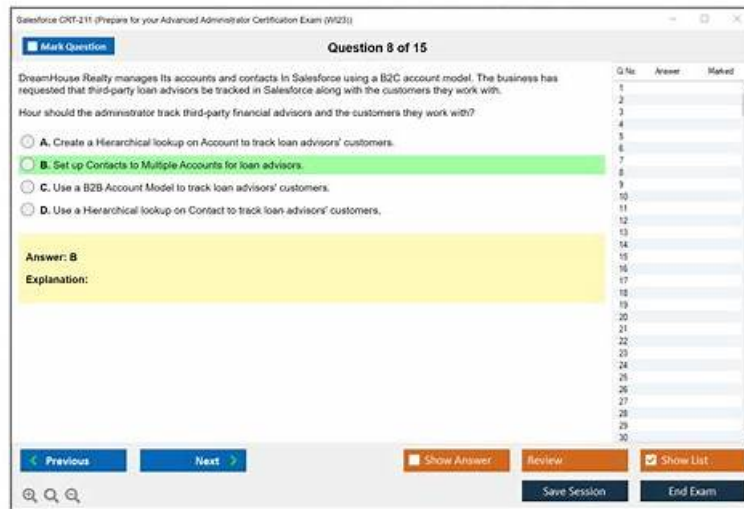 Salesforce CRT-211 (Prepare for your Advanced Administrator Certification Exam (WI23))
Mark Question
Question 8 of 15
DreamHouse Realty manages Its accounts and contacts In Salesforce using a B2C account model. The business has
requested that third-party loan advisors be tracked in Salesforce along with the customers they work with.
Hour should the administrator track third-party financial advisors and the customers they work with?
A. Create a Hierarchical lookup on Account to track loan advisors' customers.
B. Set up Contacts to Multiple Accounts for loan advisors.
C. Use a B2B Account Model to track loan advisors' customers.
D. Use a Hierarchical lookup on Contact to track loan advisors' customers.
Answer: B
Explanation:
Q No Answer Marked
1
2
3
4
5
6
7
8
9
10
11
12
13
14
15
16
17
18
19
20
21
22
23
24
25
26
27
28
29
30
Previous
Next
Show Answer
Review
Show List
Save Session
End Exam